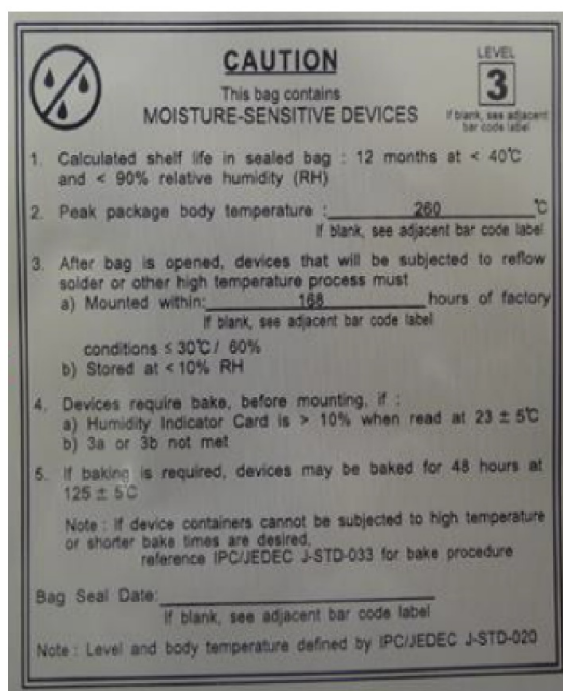 CAUTION
LEVEL
3
This bag contains
MOISTURE-SENSITIVE DEVICES
If blank, see adjacent
bar code label
1. Calculated shelf life in sealed bag : 12 months at < 40℃
and < 90% relative humidity (RH)
2. Peak package body temperature : 260 ℃
If blank, see adjacent bar code label
3. After bag is opened, devices that will be subjected to reflow
solder or other high temperature process must
a) Mounted within: 168 hours of factory
If blank, see adjacent bar code label
conditions ≤ 30℃/ 60%
b) Stored at <10% RH
4. Devices require bake, before mounting, if :
a) Humidity Indicator Card is > 10% when read at 23 ± 5℃
b) 3a or 3b not met
5. If baking is required, devices may be baked for 48 hours at
125 ± 5℃
Note : If device containers cannot be subjected to high temperature
or shorter bake times are desired,
reference IPC/JEDEC J-STD-033 for bake procedure
Bag Seal Date:
If blank, see adjacent bar code label
Note : Level and body temperature defined by IPC/JEDEC J-STD-020